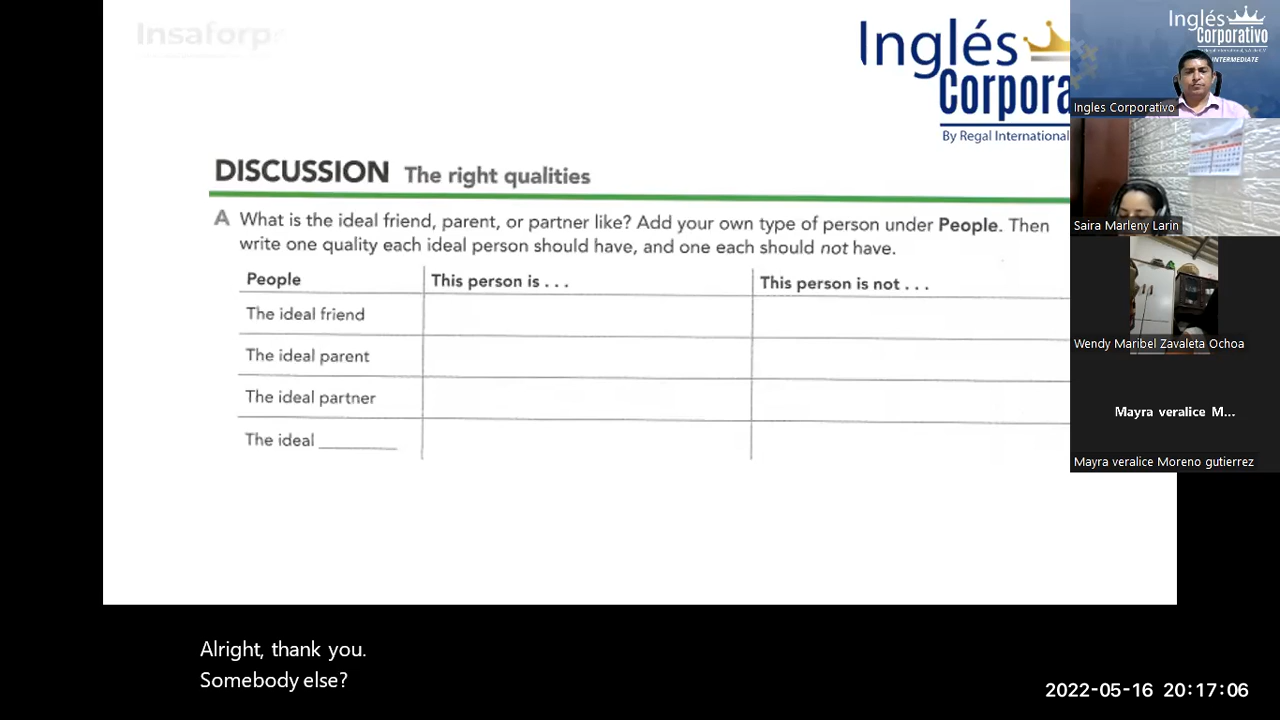 Insaforp
Inglés
Corpora
By Regal International
DISCUSSION The right qualities
A What is the ideal friend, parent, or partner like? Add your own type of person under People. Then
write one quality each ideal person should have, and one each should not have.
People This person is . . . This person is not . . .
The ideal friend
The ideal parent
The ideal partner
The ideal ________
Inglés
Corporativo
INTERMEDIATE
Ingles Corporativo
Saira Marleny Larin
Wendy Maribel Zavaleta Ochoa
Mayra veralice M...
Mayra veralice Moreno gutierrez
Alright, thank you.
Somebody else?
2022-05-16 20:17:06